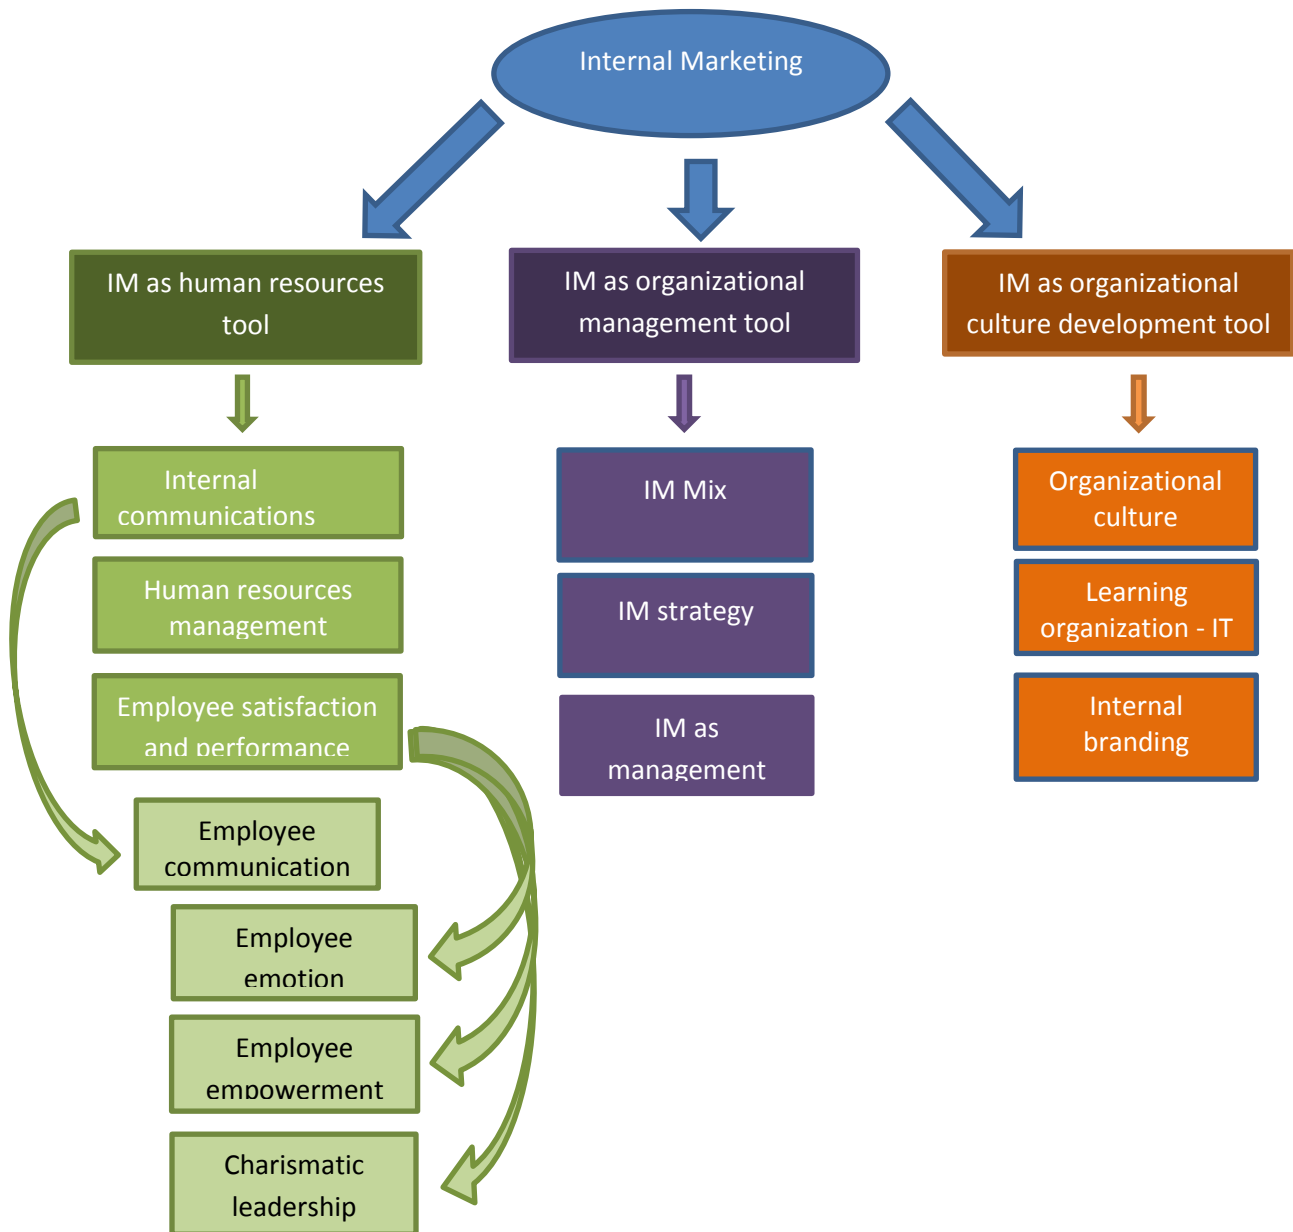 Internal Marketing
IM as human resources
tool
IM as organizational
management tool
IM as organizational
culture development tool
Internal
communications
Human resources
management
Employee satisfaction
and performance
Employee
communication
Employee
emotion
Employee
empowerment
Charismatic
leadership
IM Mix
IM strategy
IM as
management
Organizational
culture
Learning
organization - IT
Internal
branding